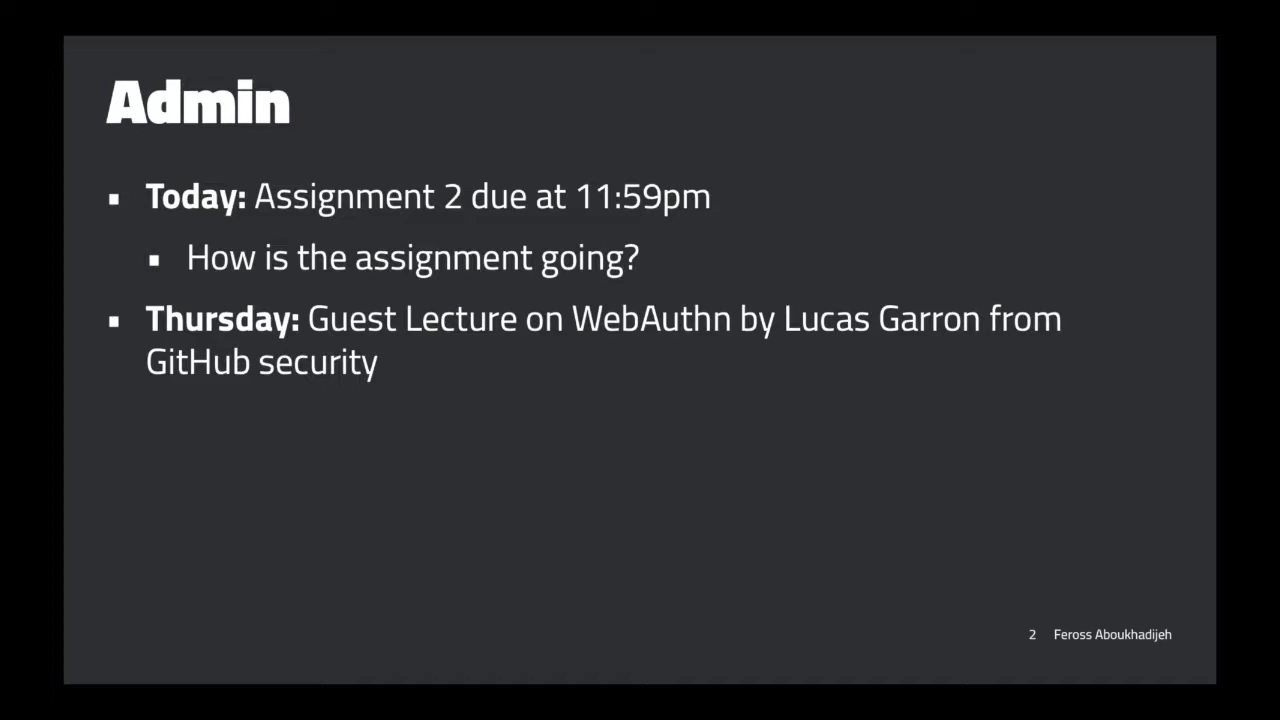 Admin
▪ Today: Assignment 2 due at 11:59pm
▪ How is the assignment going?
▪ Thursday: Guest Lecture on WebAuthn by Lucas Garron from
GitHub security
2 Feross Aboukhadijeh